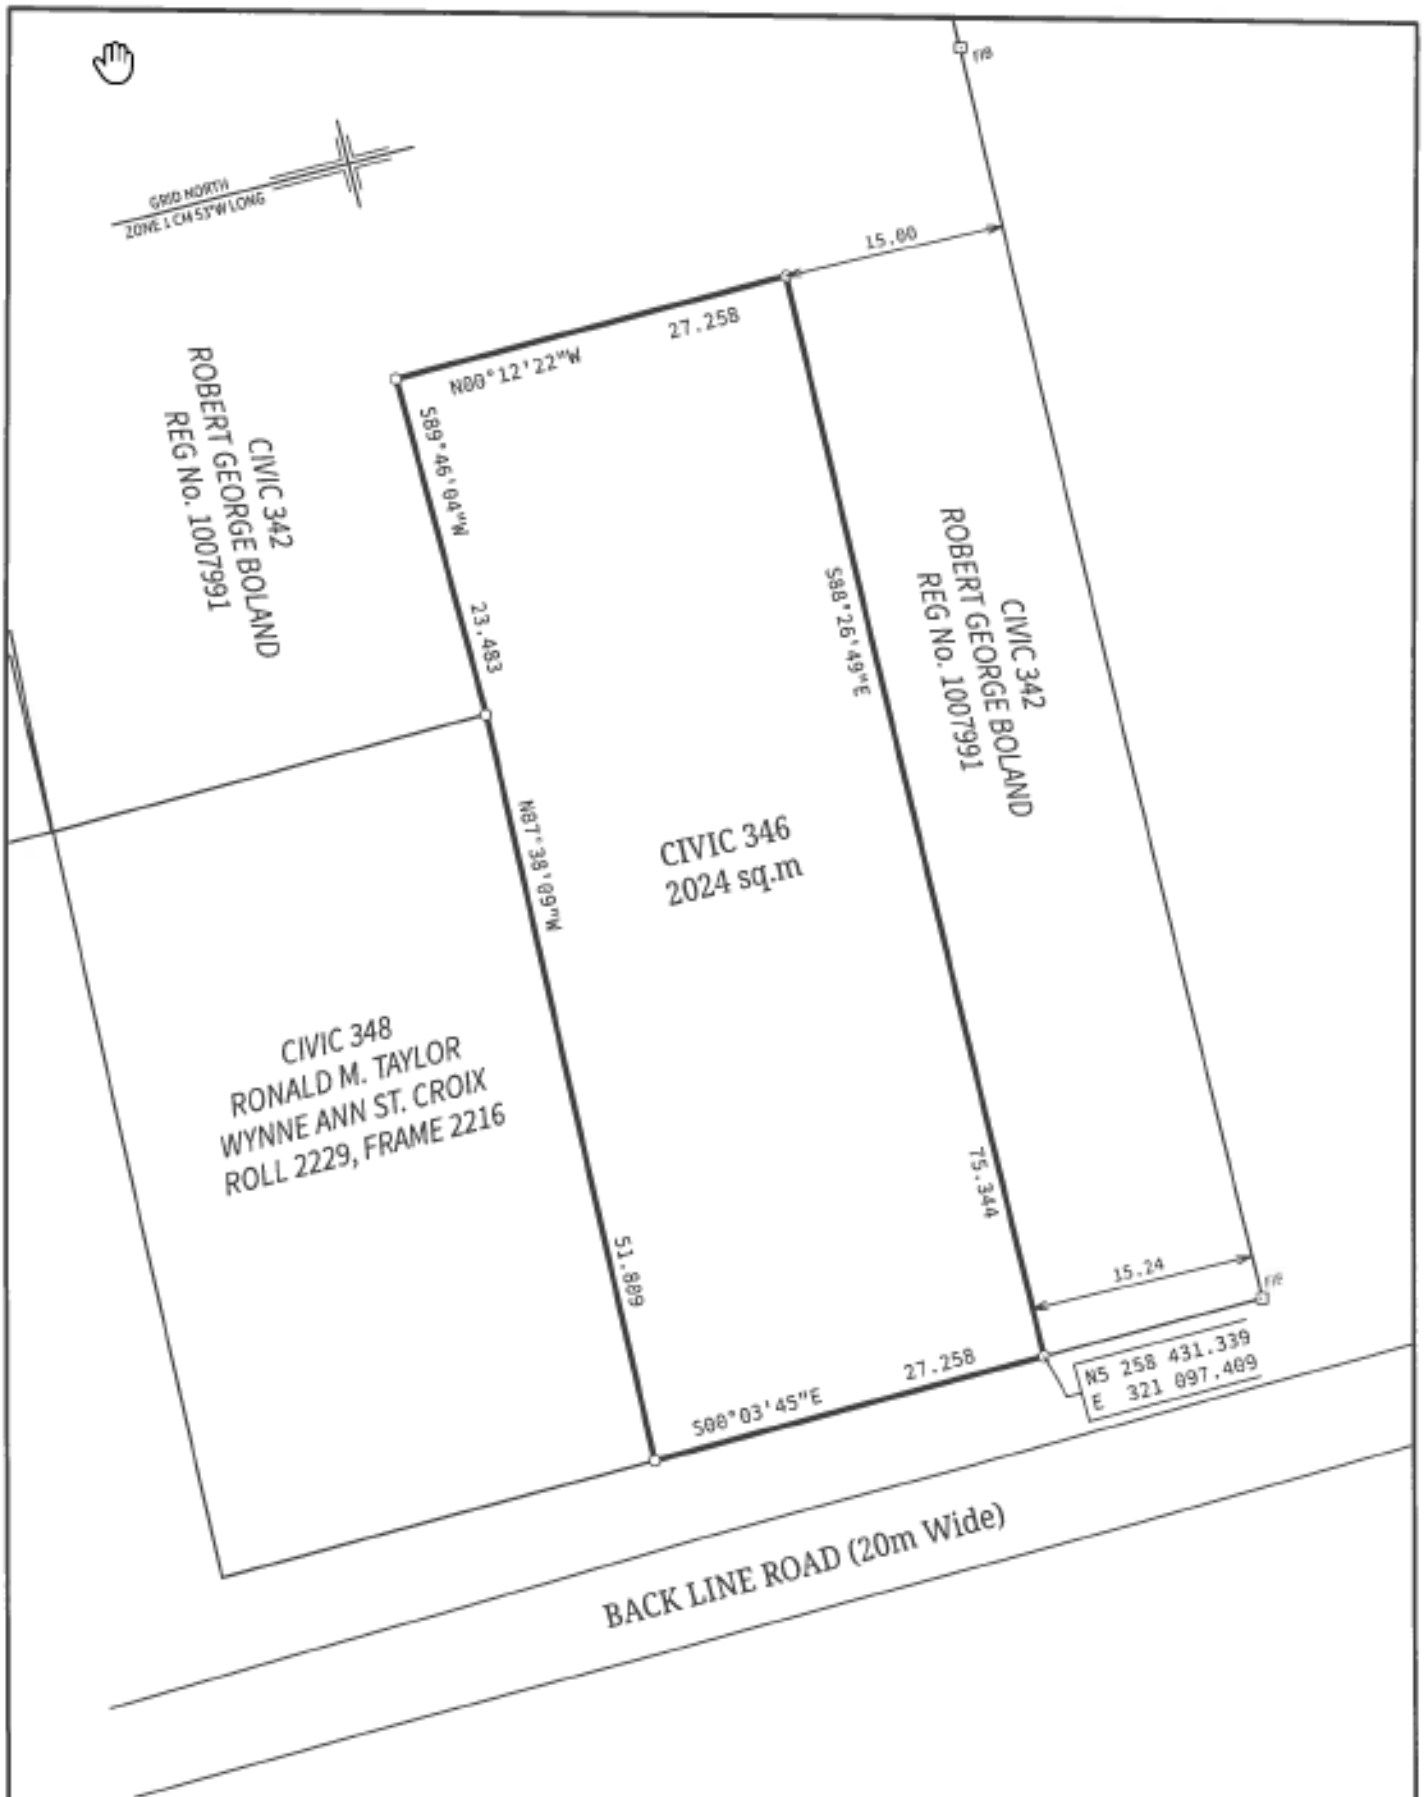 FIB
GRID NORTH
ZONE 1 CM 53°W LONG
15.00
27.258
N00°12'22"W
S89°46'04"W
23.483
CIVIC 342
ROBERT GEORGE BOLAND
REG No. 1007991
S88°26'49"E
CIVIC 342
ROBERT GEORGE BOLAND
REG No. 1007991
N87°38'09"W
CIVIC 346
2024 sq.m
CIVIC 348
RONALD M. TAYLOR
WYNNE ANN ST. CROIX
ROLL 2229, FRAME 2216
75.344
51.889
15.24
27.258
S00°03'45"E
N5 258 431.339
E 321 097.409
BACK LINE ROAD (20m Wide)